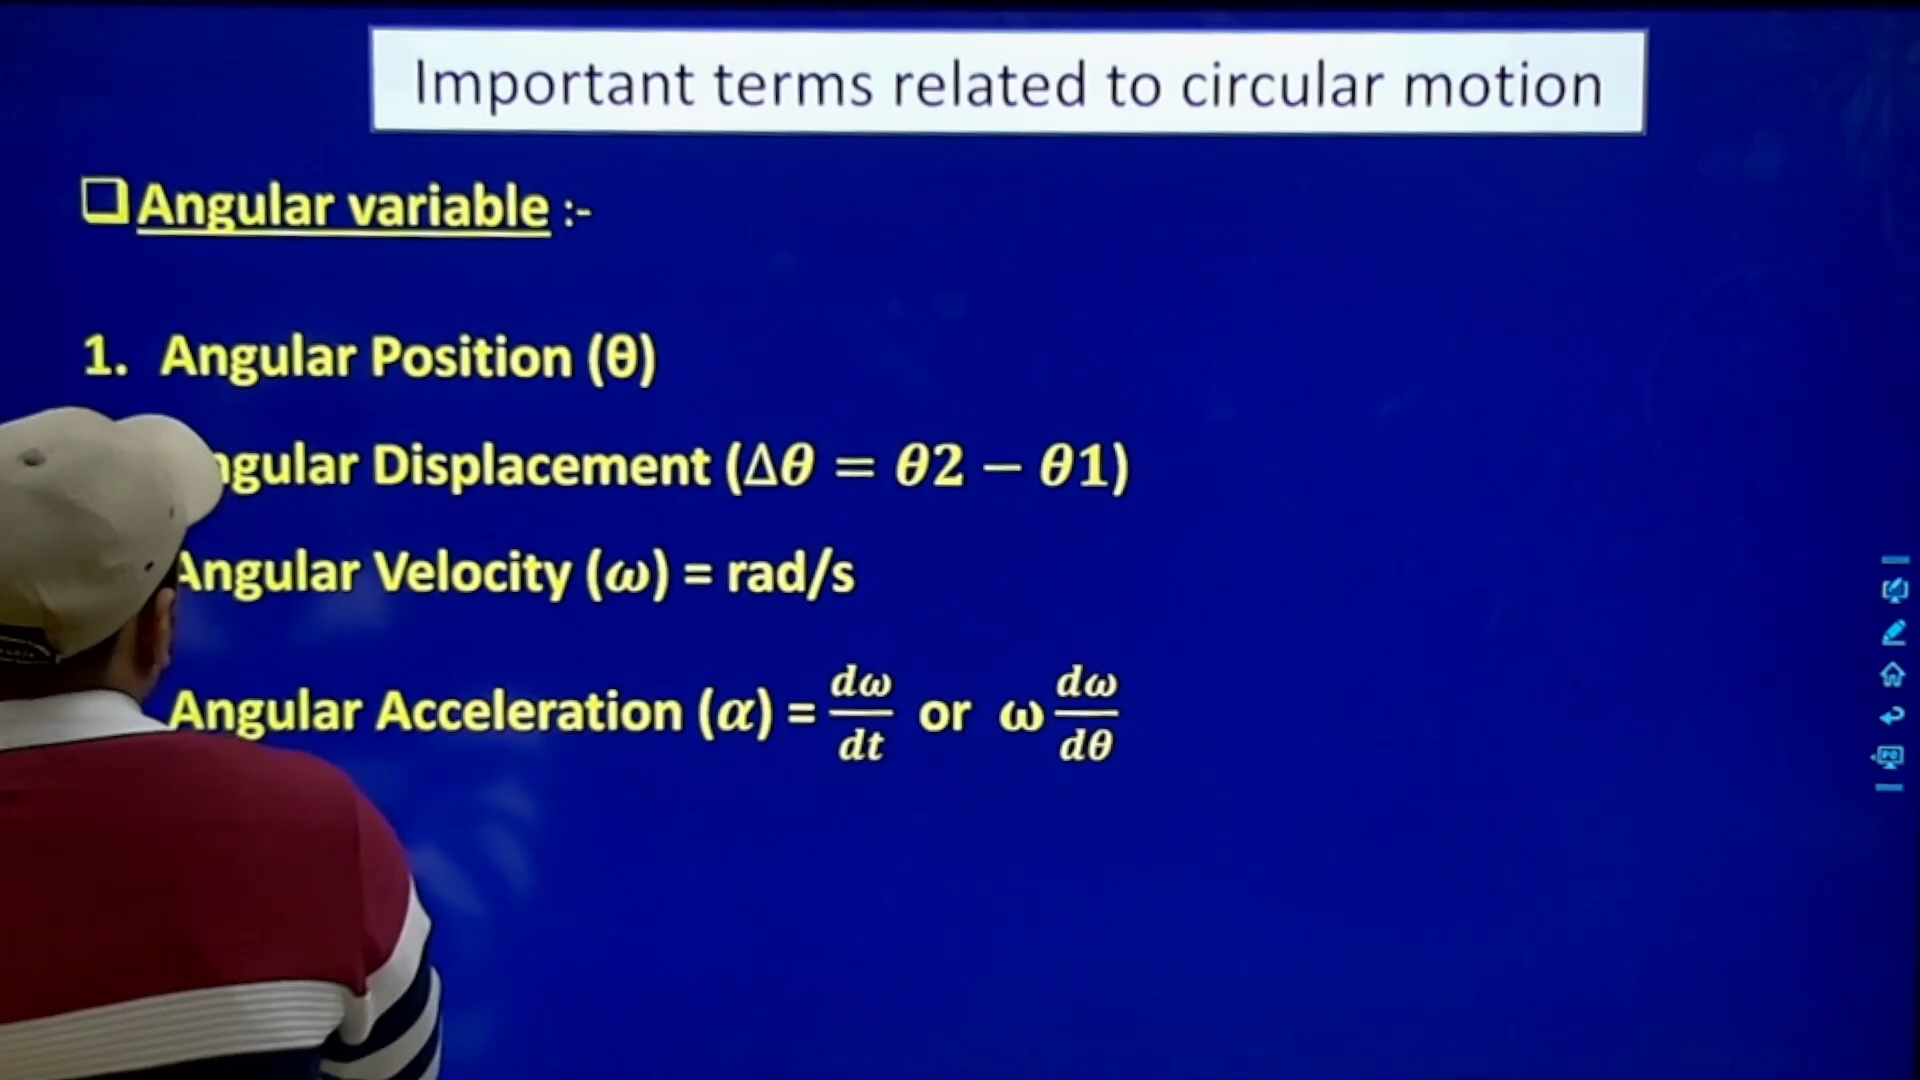 Important terms related to circular motion
❑Angular variable :-
1. Angular Position (θ)
Displacement (Δθ = θ2 − θ1)
Angular Velocity (ω) = rad/s
Angular Acceleration (α) = dω/dt or ω dω/dθ